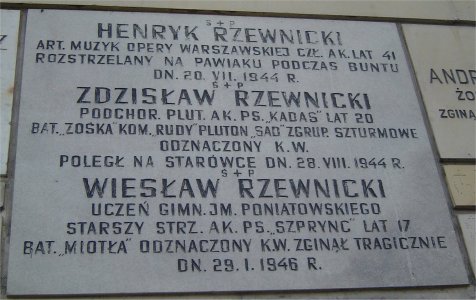 Ś + P
HENRYK RZEWNICKI
ART. MUZYK OPERY WARSZAWSKIEJ CZŁ. AK. LAT 41
ROZSTRZELANY NA PAWIAKU PODCZAS BUNTU
DN. 20. VII. 1944 R.
Ś + P
ZDZISŁAW RZEWNICKI
PODCHOR. PLUT. AK. PS. „KADAŚ" LAT 20
BAT. „ZOŚKA" KOM. „RUDY" PLUTON „SAD" ZGRUP. SZTURMOWE
ODZNACZONY K.W.
POLEGŁ NA STARÓWCE DN. 28. VIII. 1944 R.
Ś + P
WIESŁAW RZEWNICKI
UCZEŃ GIMN. JM. PONIATOWSKIEGO
STARSZY STRZ. AK. PS. „SZPRYNC" LAT 17
BAT. „MIOTŁA" ODZNACZONY K.W. ZGINĄŁ TRAGICZNIE
DN. 29. I. 1946 R.
ANDR
ŻO
ZGINĄ